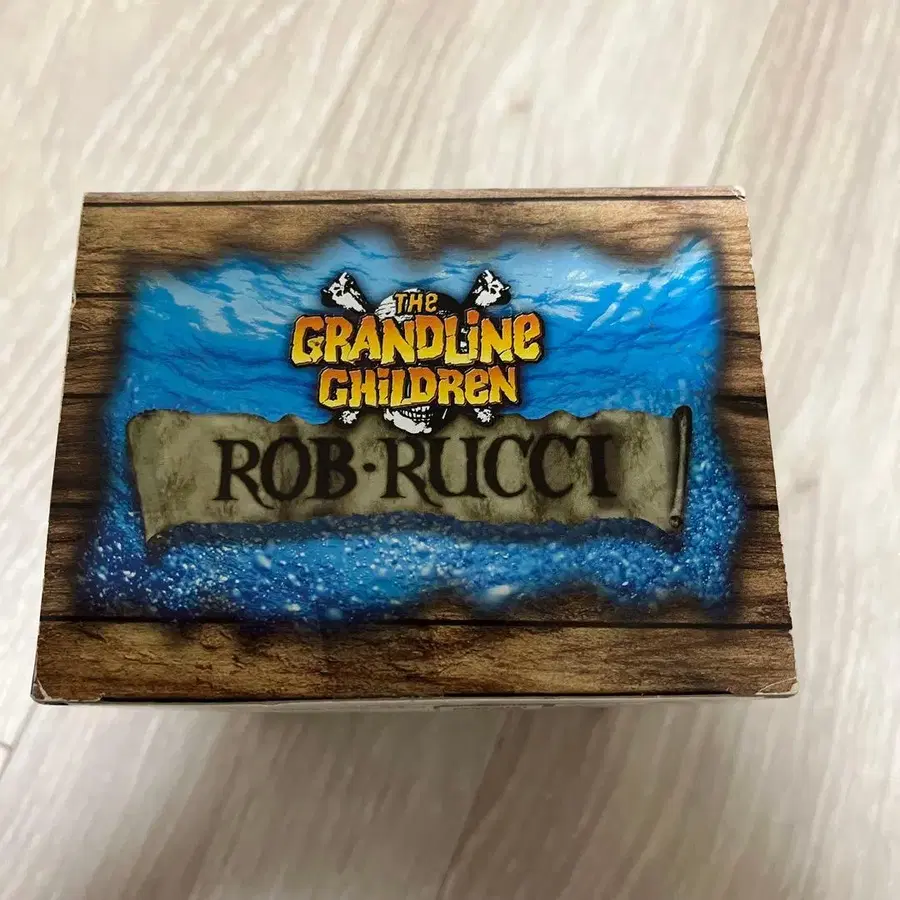 THE
GRANDLINE
CHILDREN
ROB·RUCCI